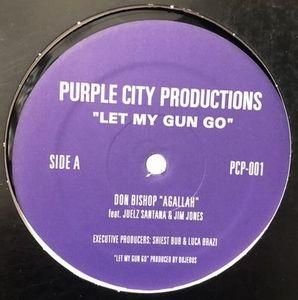 PURPLE CITY PRODUCTIONS
"LET MY GUN GO"
SIDE A
PCP-001
DON BISHOP "AGALLAH"
feat. JUELZ SANTANA & JIM JONES
EXECUTIVE PRODUCERS: SHIEST BUB & LUCA BRAZI
"LET MY GUN GO" PRODUCED BY DOJEROS